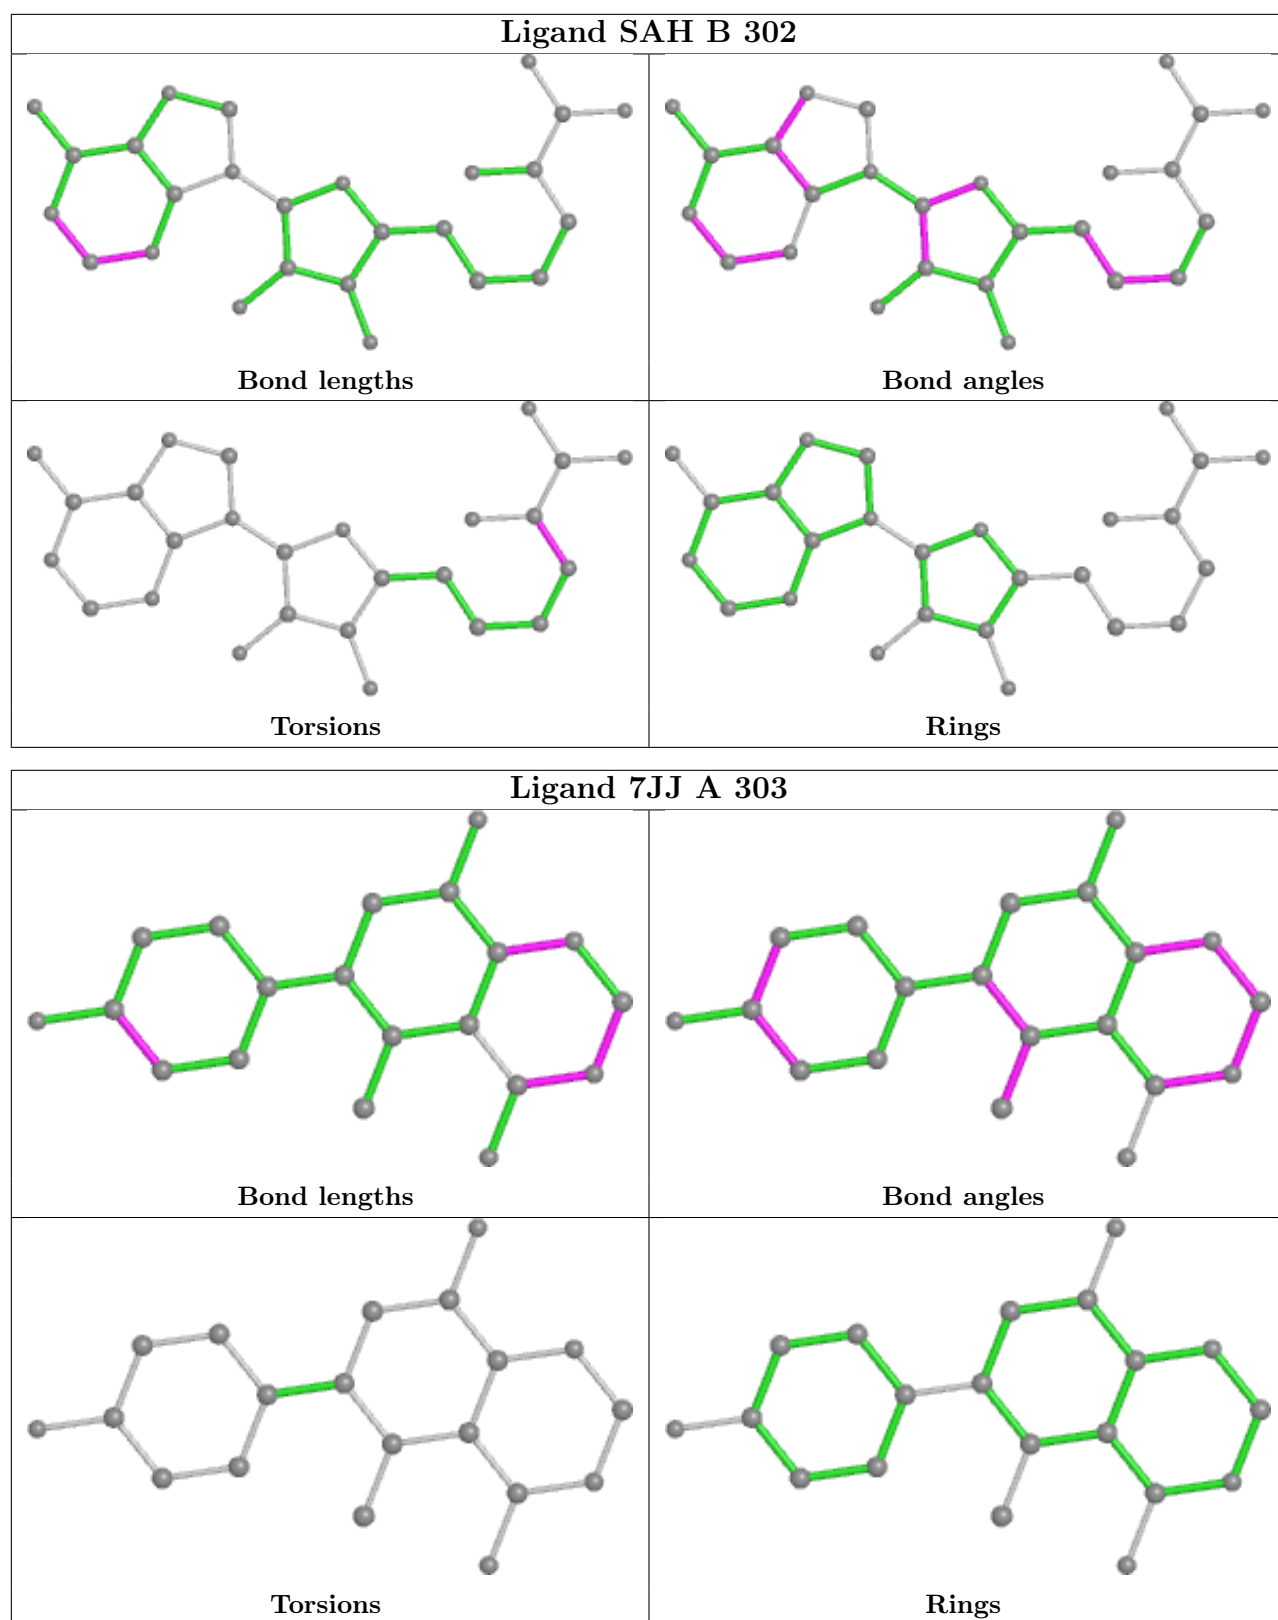 Ligand SAH B 302
Bond lengths
Bond angles
Torsions
Rings
Ligand 7JJ A 303
Bond lengths
Bond angles
Torsions
Rings